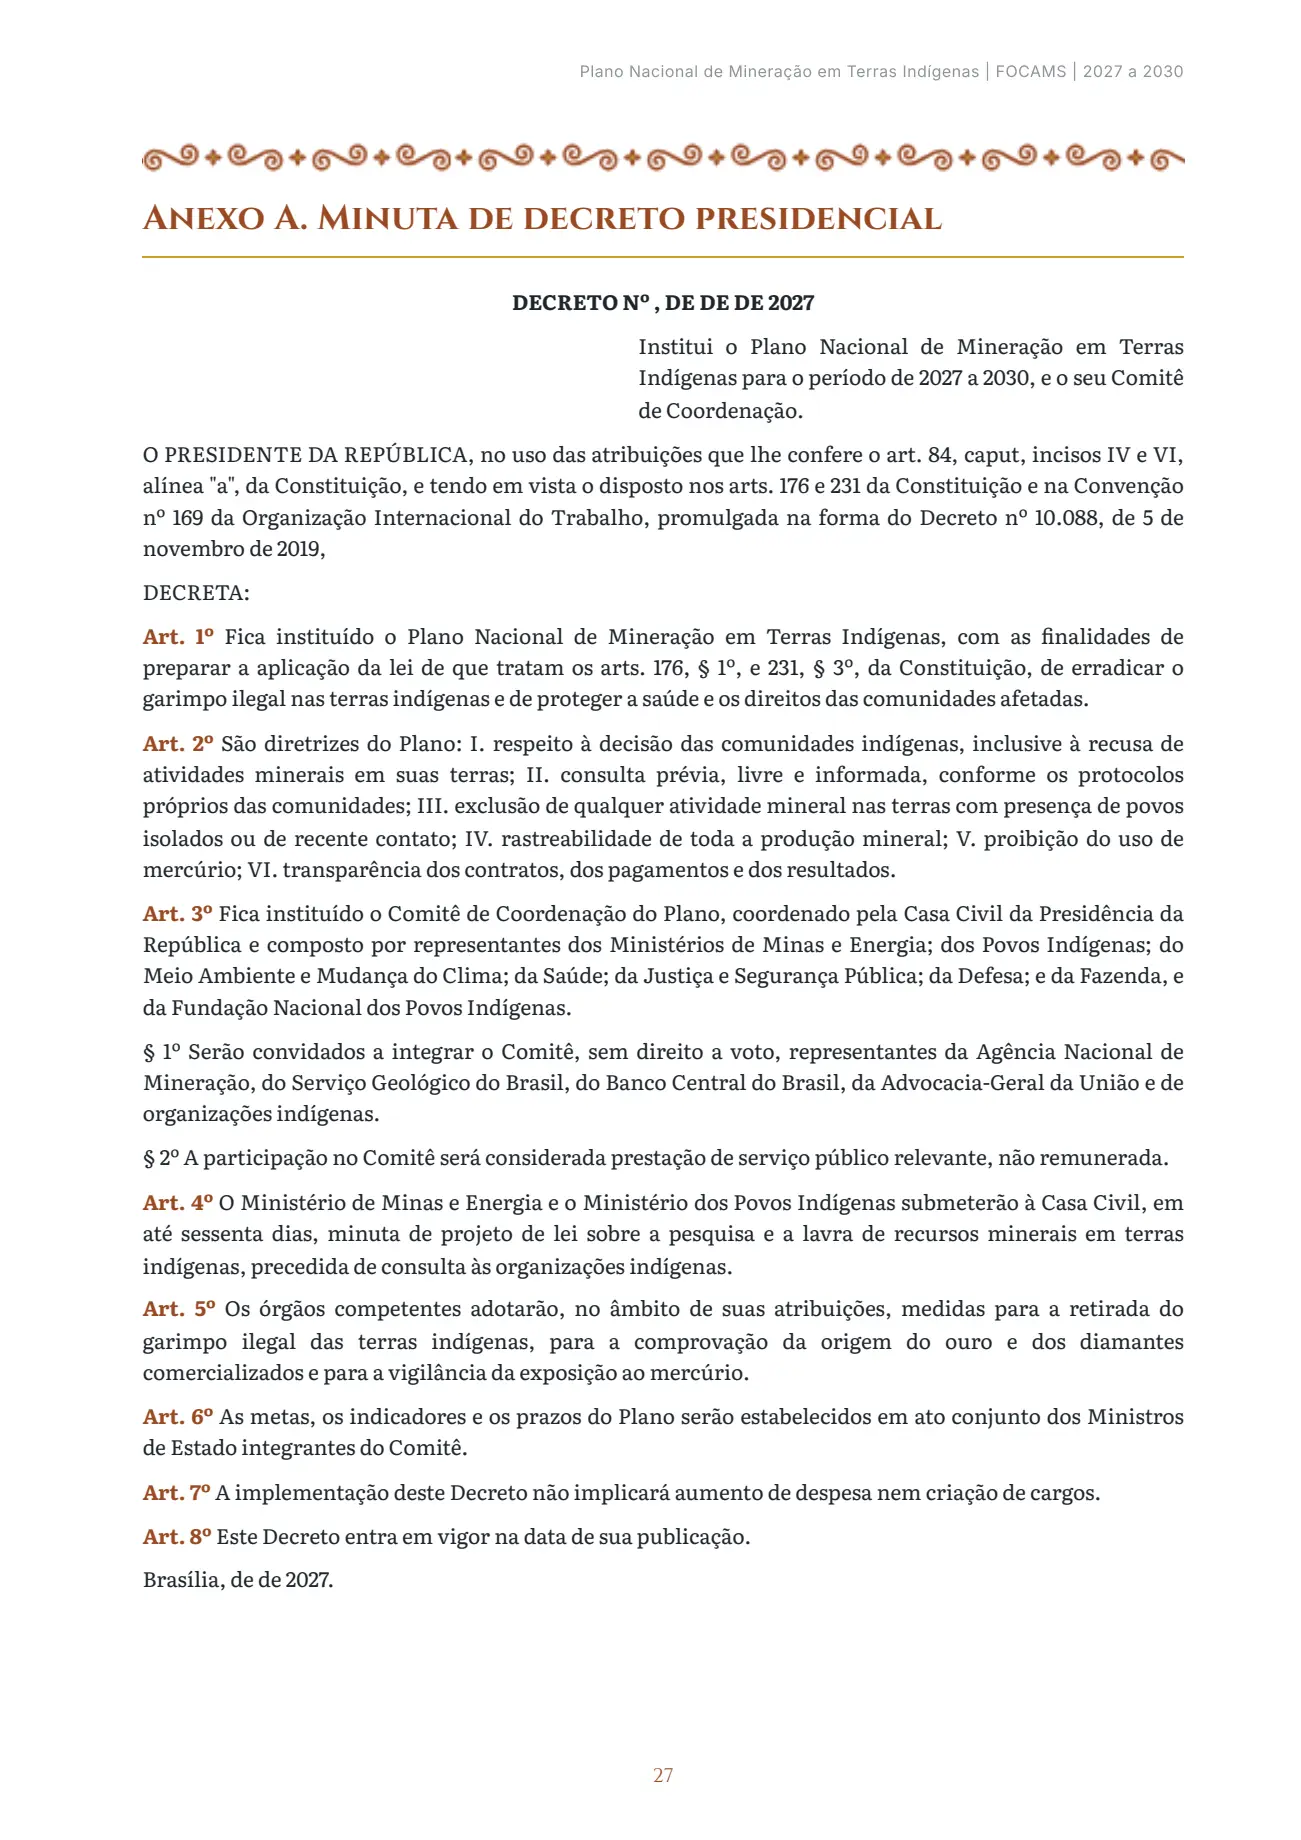 Plano Nacional de Mineração em Terras Indígenas | FOCAMS | 2027 a 2030
Anexo A. Minuta de decreto presidencial
DECRETO Nº , DE DE DE 2027
Institui o Plano Nacional de Mineração em Terras
Indígenas para o período de 2027 a 2030, e o seu Comitê
de Coordenação.
O PRESIDENTE DA REPÚBLICA, no uso das atribuições que lhe confere o art. 84, caput, incisos IV e VI,
alínea "a", da Constituição, e tendo em vista o disposto nos arts. 176 e 231 da Constituição e na Convenção
nº 169 da Organização Internacional do Trabalho, promulgada na forma do Decreto nº 10.088, de 5 de
novembro de 2019,
DECRETA:
Art. 1º Fica instituído o Plano Nacional de Mineração em Terras Indígenas, com as finalidades de
preparar a aplicação da lei de que tratam os arts. 176, § 1º, e 231, § 3º, da Constituição, de erradicar o
garimpo ilegal nas terras indígenas e de proteger a saúde e os direitos das comunidades afetadas.
Art. 2º São diretrizes do Plano: I. respeito à decisão das comunidades indígenas, inclusive à recusa de
atividades minerais em suas terras; II. consulta prévia, livre e informada, conforme os protocolos
próprios das comunidades; III. exclusão de qualquer atividade mineral nas terras com presença de povos
isolados ou de recente contato; IV. rastreabilidade de toda a produção mineral; V. proibição do uso de
mercúrio; VI. transparência dos contratos, dos pagamentos e dos resultados.
Art. 3º Fica instituído o Comitê de Coordenação do Plano, coordenado pela Casa Civil da Presidência da
República e composto por representantes dos Ministérios de Minas e Energia; dos Povos Indígenas; do
Meio Ambiente e Mudança do Clima; da Saúde; da Justiça e Segurança Pública; da Defesa; e da Fazenda, e
da Fundação Nacional dos Povos Indígenas.
§ 1º Serão convidados a integrar o Comitê, sem direito a voto, representantes da Agência Nacional de
Mineração, do Serviço Geológico do Brasil, do Banco Central do Brasil, da Advocacia-Geral da União e de
organizações indígenas.
§ 2º A participação no Comitê será considerada prestação de serviço público relevante, não remunerada.
Art. 4º O Ministério de Minas e Energia e o Ministério dos Povos Indígenas submeterão à Casa Civil, em
até sessenta dias, minuta de projeto de lei sobre a pesquisa e a lavra de recursos minerais em terras
indígenas, precedida de consulta às organizações indígenas.
Art. 5º Os órgãos competentes adotarão, no âmbito de suas atribuições, medidas para a retirada do
garimpo ilegal das terras indígenas, para a comprovação da origem do ouro e dos diamantes
comercializados e para a vigilância da exposição ao mercúrio.
Art. 6º As metas, os indicadores e os prazos do Plano serão estabelecidos em ato conjunto dos Ministros
de Estado integrantes do Comitê.
Art. 7º A implementação deste Decreto não implicará aumento de despesa nem criação de cargos.
Art. 8º Este Decreto entra em vigor na data de sua publicação.
Brasília, de de 2027.
27